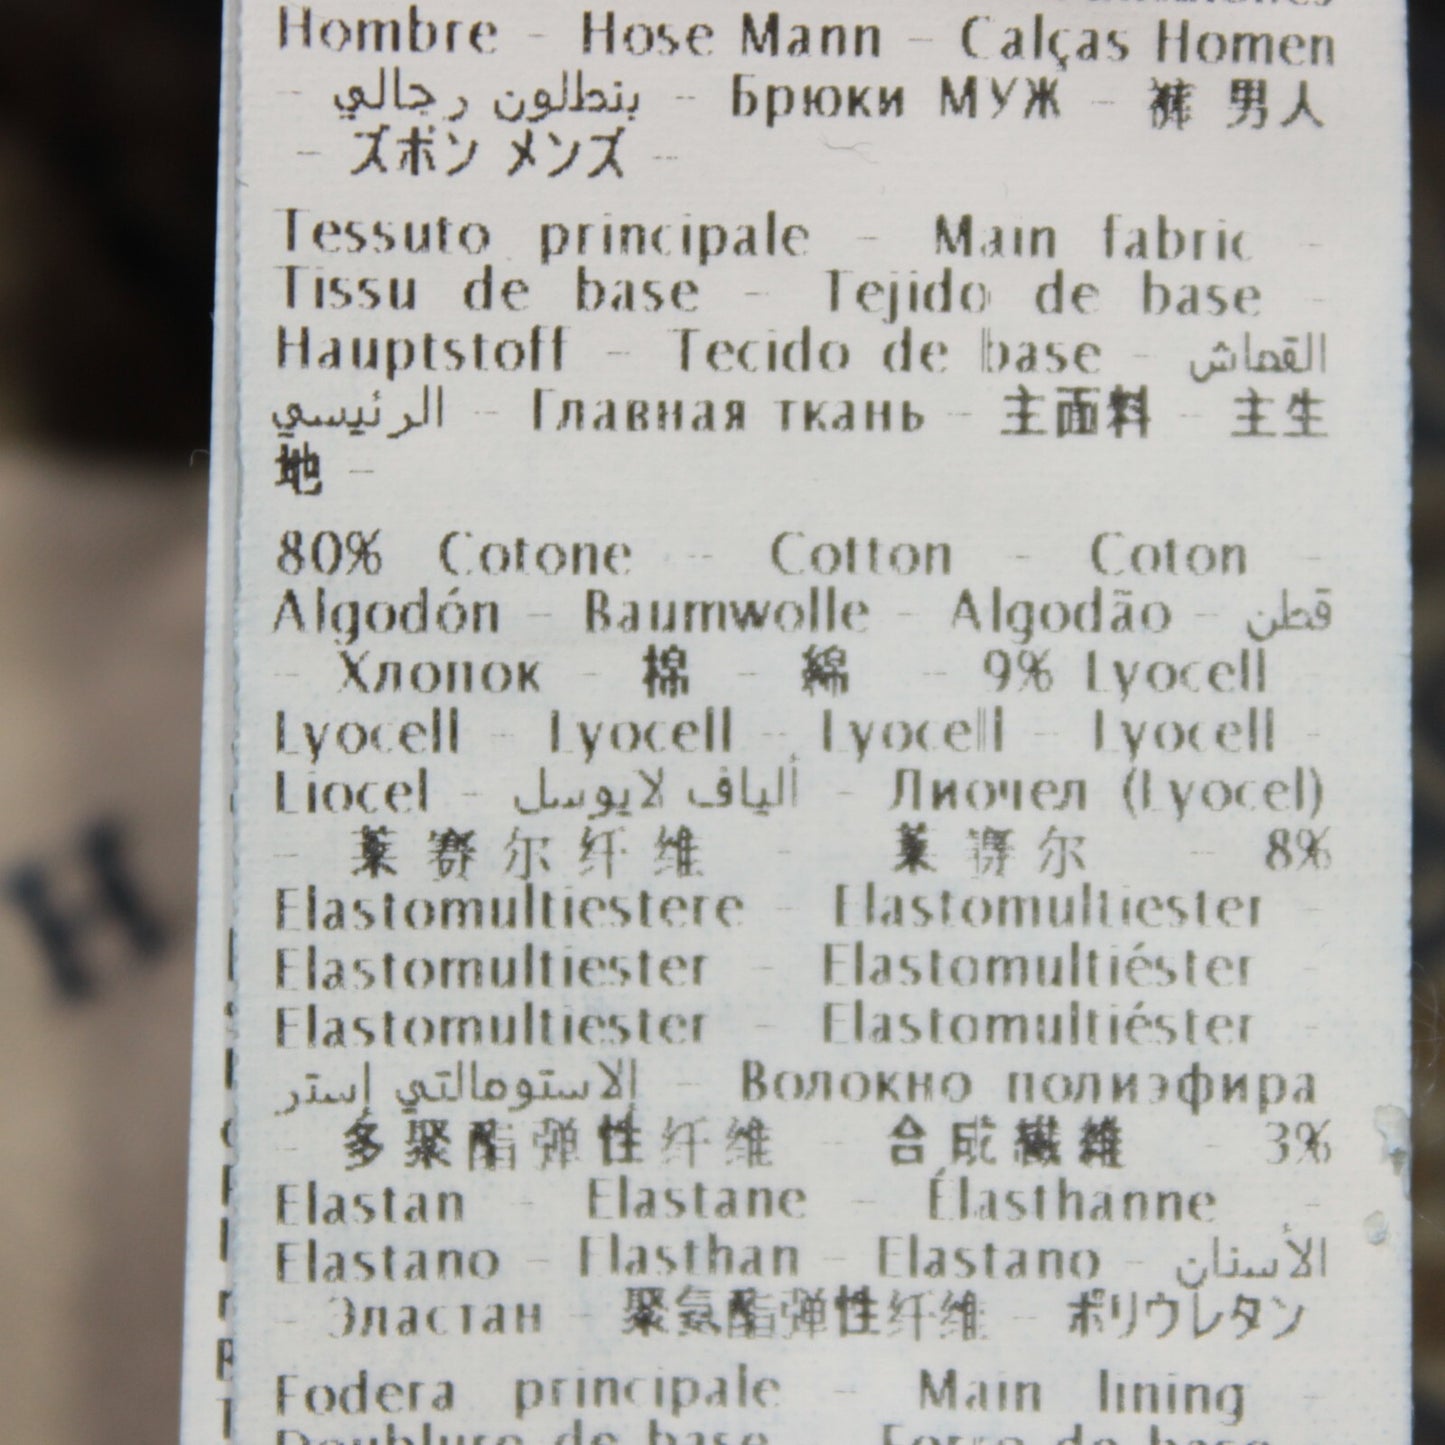 Hombre - Hose Mann - Calças Homen
- بنطلون رجالي - Брюки МУЖ - 裤 男人
- ズボン メンズ -
Tessuto principale - Main fabric -
Tissu de base - Tejido de base -
Hauptstoff - Tecido de base - القماش
الرئيسي - Главная ткань - 主面料 - 主生
地 -
80% Cotone - Cotton - Coton -
Algodón - Baumwolle - Algodão - قطن
- Хлопок - 棉 - 綿 - 9% Lyocell
Lyocell - Lyocell - Lyocell - Lyocell -
Liocel - ألياف لايوسل - Лиочел (Lyocel)
- 莱赛尔纤维 - 莱赛尔 - 8%
Elastomultiestere - Elastomultiester -
Elastomultiester - Elastomultiéster -
Elastomultiester - Elastomultiéster -
الاستومالتي إستر - Волокно полиэфира
- 多聚酯弹性纤维 - 合成繊維 - 3%
Elastan - Elastane - Élasthanne -
Elastano - Elasthan - Elastano - الأستان
- Эластан - 聚氨酯弹性纤维 - ポリウレタン
Fodera principale - Main lining -
Doublure de base - Forro de base
H